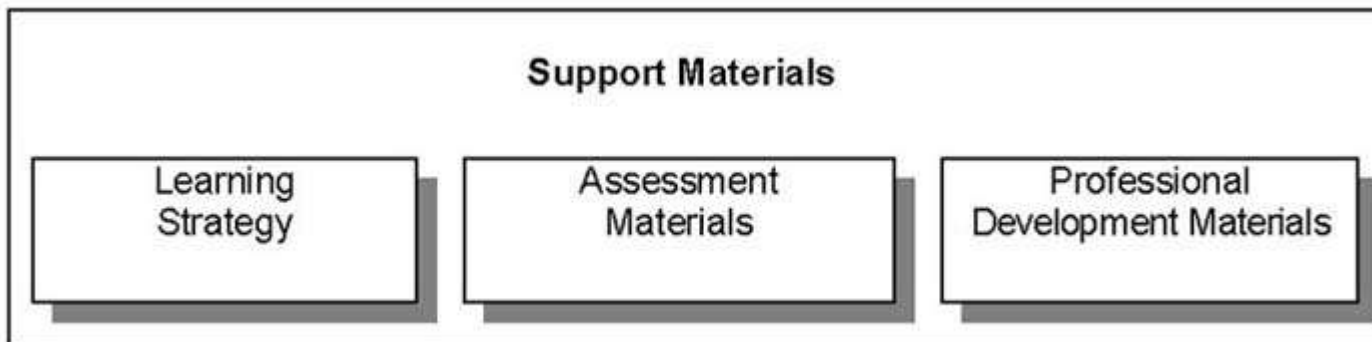 Support Materials
Learning
Strategy
Assessment
Materials
Professional
Development Materials